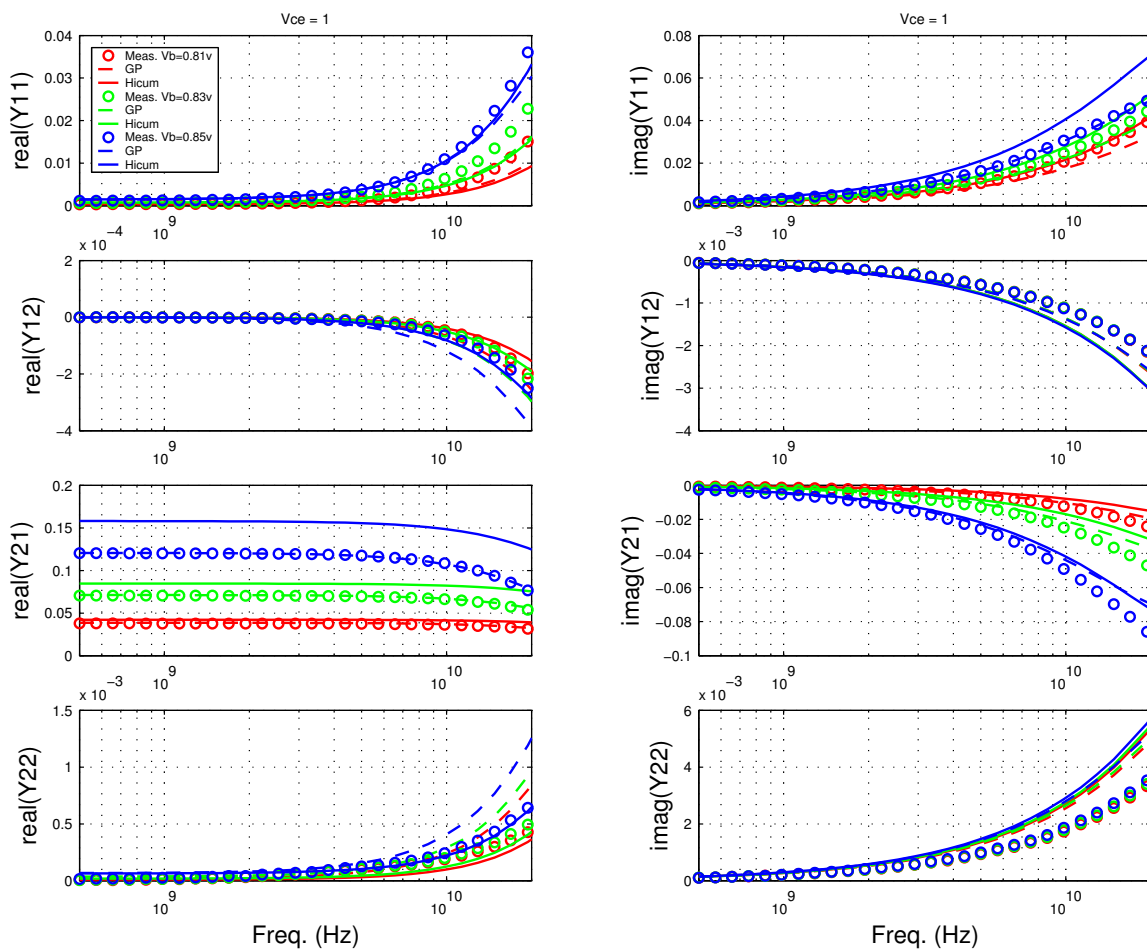 Vce = 1
real(Y11)
0.04
0.03
0.02
0.01
0
Meas. Vb=0.81v
GP
Hicum
Meas. Vb=0.83v
GP
Hicum
Meas. Vb=0.85v
GP
Hicum
10^9
10^10
Vce = 1
imag(Y11)
0.08
0.06
0.04
0.02
0
10^9
10^10
x 10^−4
real(Y12)
2
0
−2
−4
10^9
10^10
x 10^−3
imag(Y12)
0
−1
−2
−3
−4
10^9
10^10
real(Y21)
0.2
0.15
0.1
0.05
0
10^9
10^10
imag(Y21)
0
−0.02
−0.04
−0.06
−0.08
−0.1
10^9
10^10
x 10^−3
real(Y22)
1.5
1
0.5
0
10^9
10^10
Freq. (Hz)
x 10^−3
imag(Y22)
6
4
2
0
10^9
10^10
Freq. (Hz)